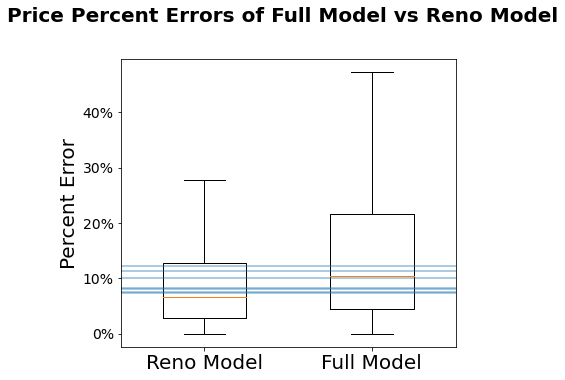 Price Percent Errors of Full Model vs Reno Model
40%
30%
20%
10%
0%
Percent Error
Reno Model
Full Model